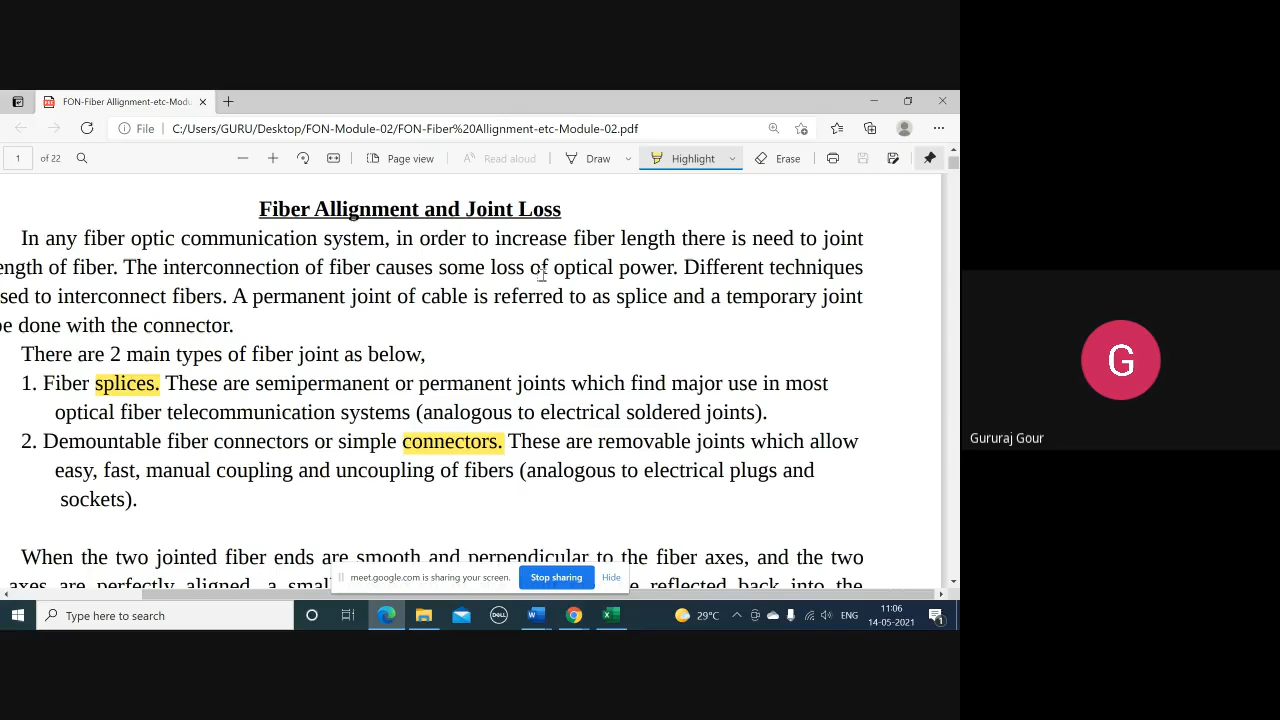 FON-Fiber Allignment-etc-Modu
File C:/Users/GURU/Desktop/FON-Module-02/FON-Fiber%20Allignment-etc-Module-02.pdf
1 of 22 Page view Read aloud Draw Highlight Erase
Fiber Allignment and Joint Loss
In any fiber optic communication system, in order to increase fiber length there is need to joint
ength of fiber. The interconnection of fiber causes some loss of optical power. Different techniques
sed to interconnect fibers. A permanent joint of cable is referred to as splice and a temporary joint
be done with the connector.
There are 2 main types of fiber joint as below,
1. Fiber splices. These are semipermanent or permanent joints which find major use in most
optical fiber telecommunication systems (analogous to electrical soldered joints).
2. Demountable fiber connectors or simple connectors. These are removable joints which allow
easy, fast, manual coupling and uncoupling of fibers (analogous to electrical plugs and
sockets).
When the two jointed fiber ends are smooth and perpendicular to the fiber axes, and the two
axes are perfectly aligned, a small reflected back into the
meet.google.com is sharing your screen. Stop sharing Hide
Type here to search
DELL
29°C ENG
11:06
14-05-2021
1
G
Gururaj Gour